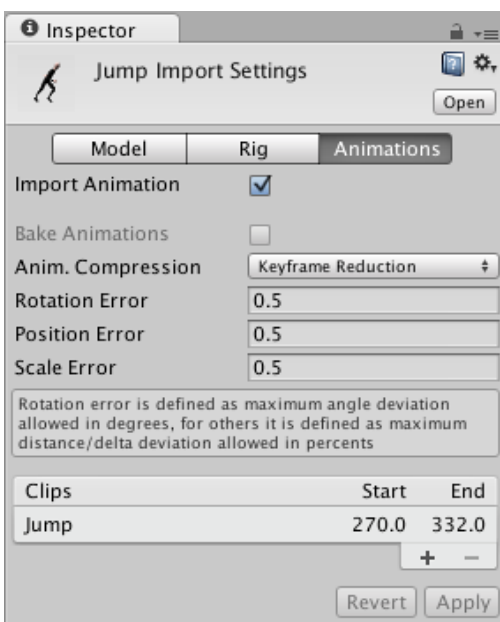 Inspector
Jump Import Settings
Open
Model Rig Animations
Import Animation
Bake Animations
Anim. Compression Keyframe Reduction
Rotation Error 0.5
Position Error 0.5
Scale Error 0.5
Rotation error is defined as maximum angle deviation
allowed in degrees, for others it is defined as maximum
distance/delta deviation allowed in percents
Clips Start End
Jump 270.0 332.0
+ −
Revert Apply